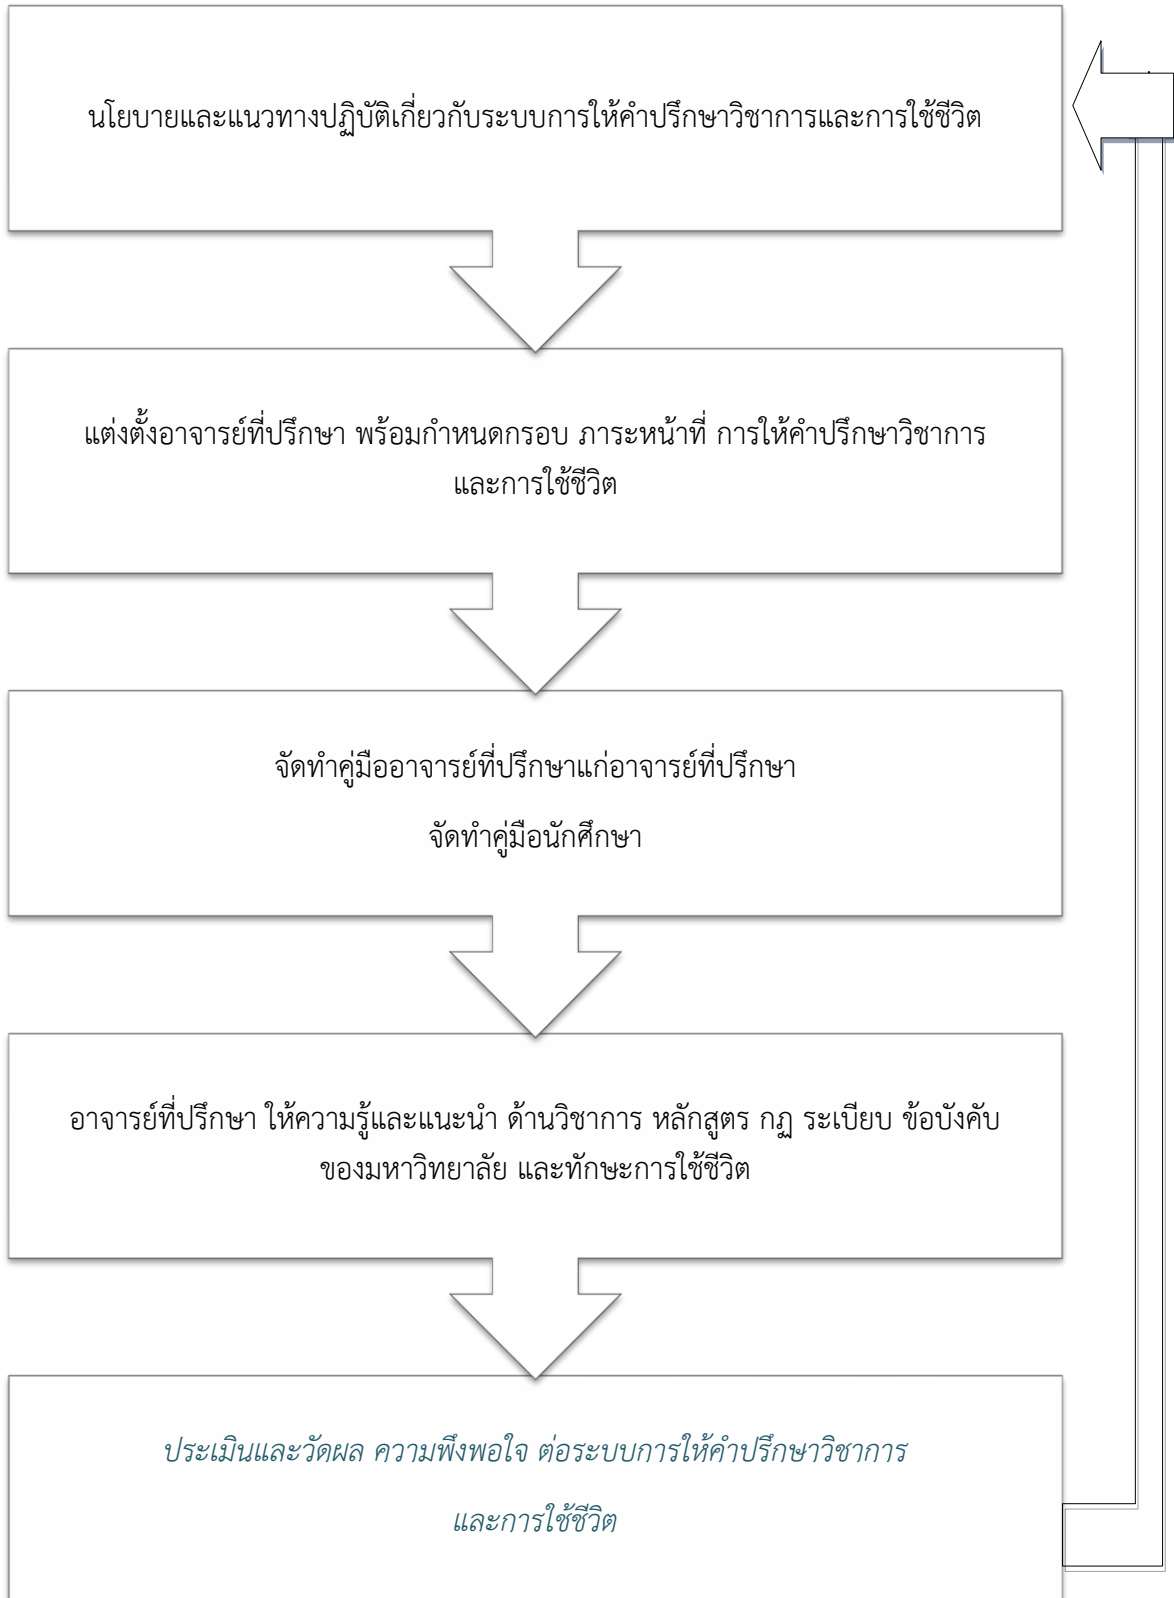 นโยบายและแนวทางปฏิบัติเกี่ยวกับระบบการให้คำปรึกษาวิชาการและการใช้ชีวิต
แต่งตั้งอาจารย์ที่ปรึกษา พร้อมกำหนดกรอบ ภาระหน้าที่ การให้คำปรึกษาวิชาการ
และการใช้ชีวิต
จัดทำคู่มืออาจารย์ที่ปรึกษาแก่อาจารย์ที่ปรึกษา
จัดทำคู่มือนักศึกษา
อาจารย์ที่ปรึกษา ให้ความรู้และแนะนำ ด้านวิชาการ หลักสูตร กฏ ระเบียบ ข้อบังคับ
ของมหาวิทยาลัย และทักษะการใช้ชีวิต
ประเมินและวัดผล ความพึงพอใจ ต่อระบบการให้คำปรึกษาวิชาการ
และการใช้ชีวิต